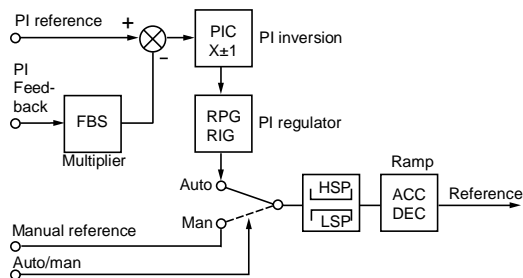 PI reference
+
−
PIC
X±1
PI inversion
PI
Feed-
back
FBS
Multiplier
RPG
RIG
PI regulator
Auto
Man
HSP
LSP
Ramp
ACC
DEC
Reference
Manual reference
Auto/man